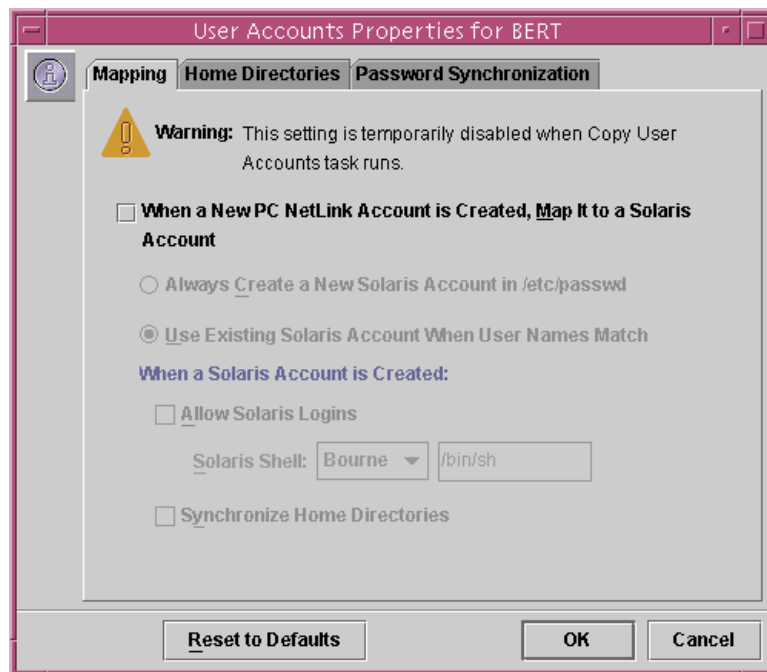 User Accounts Properties for BERT
Mapping Home Directories Password Synchronization
Warning: This setting is temporarily disabled when Copy User
Accounts task runs.
When a New PC NetLink Account is Created, Map It to a Solaris
Account
Always Create a New Solaris Account in /etc/passwd
Use Existing Solaris Account When User Names Match
When a Solaris Account is Created:
Allow Solaris Logins
Solaris Shell: Bourne /bin/sh
Synchronize Home Directories
Reset to Defaults OK Cancel